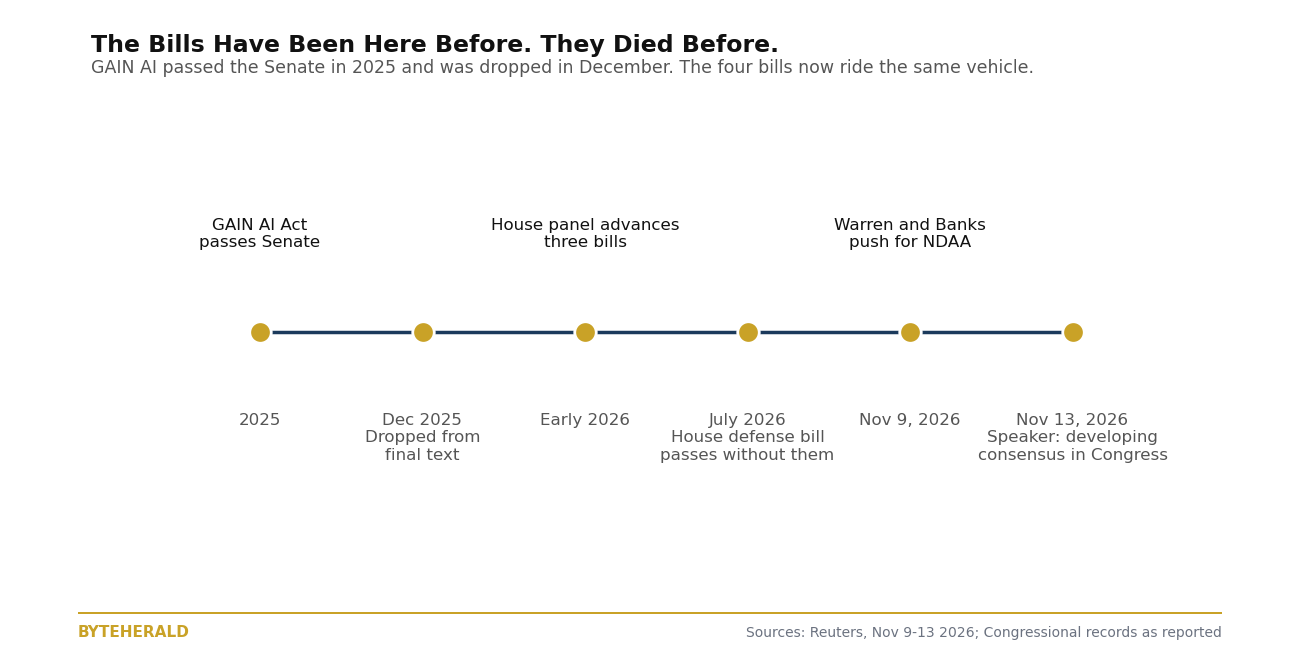 The Bills Have Been Here Before. They Died Before.
GAIN AI passed the Senate in 2025 and was dropped in December. The four bills now ride the same vehicle.
GAIN AI Act
passes Senate
House panel advances
three bills
Warren and Banks
push for NDAA
2025
Dec 2025
Dropped from
final text
Early 2026
July 2026
House defense bill
passes without them
Nov 9, 2026
Nov 13, 2026
Speaker: developing
consensus in Congress
BYTEHERALD
Sources: Reuters, Nov 9-13 2026; Congressional records as reported